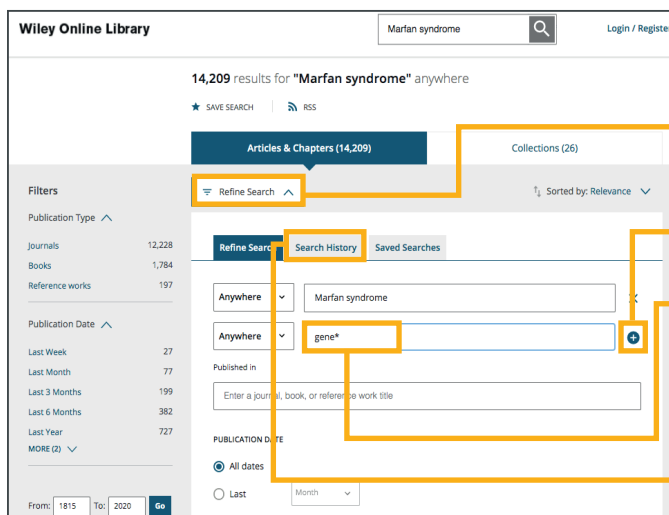 Wiley Online Library
Marfan syndrome
Login / Register
14,209 results for "Marfan syndrome" anywhere
SAVE SEARCH
RSS
Articles & Chapters (14,209)
Collections (26)
Filters
Refine Search
Sorted by: Relevance
Publication Type
Journals 12,228
Books 1,784
Reference works 197
Publication Date
Last Week 27
Last Month 77
Last 3 Months 199
Last 6 Months 382
Last Year 727
MORE (2)
From: 1815 To: 2020 Go
Refine Search
Search History
Saved Searches
Anywhere Marfan syndrome
Anywhere gene*
Published in
Enter a journal, book, or reference work title
PUBLICATION DATE
All dates
Last Month